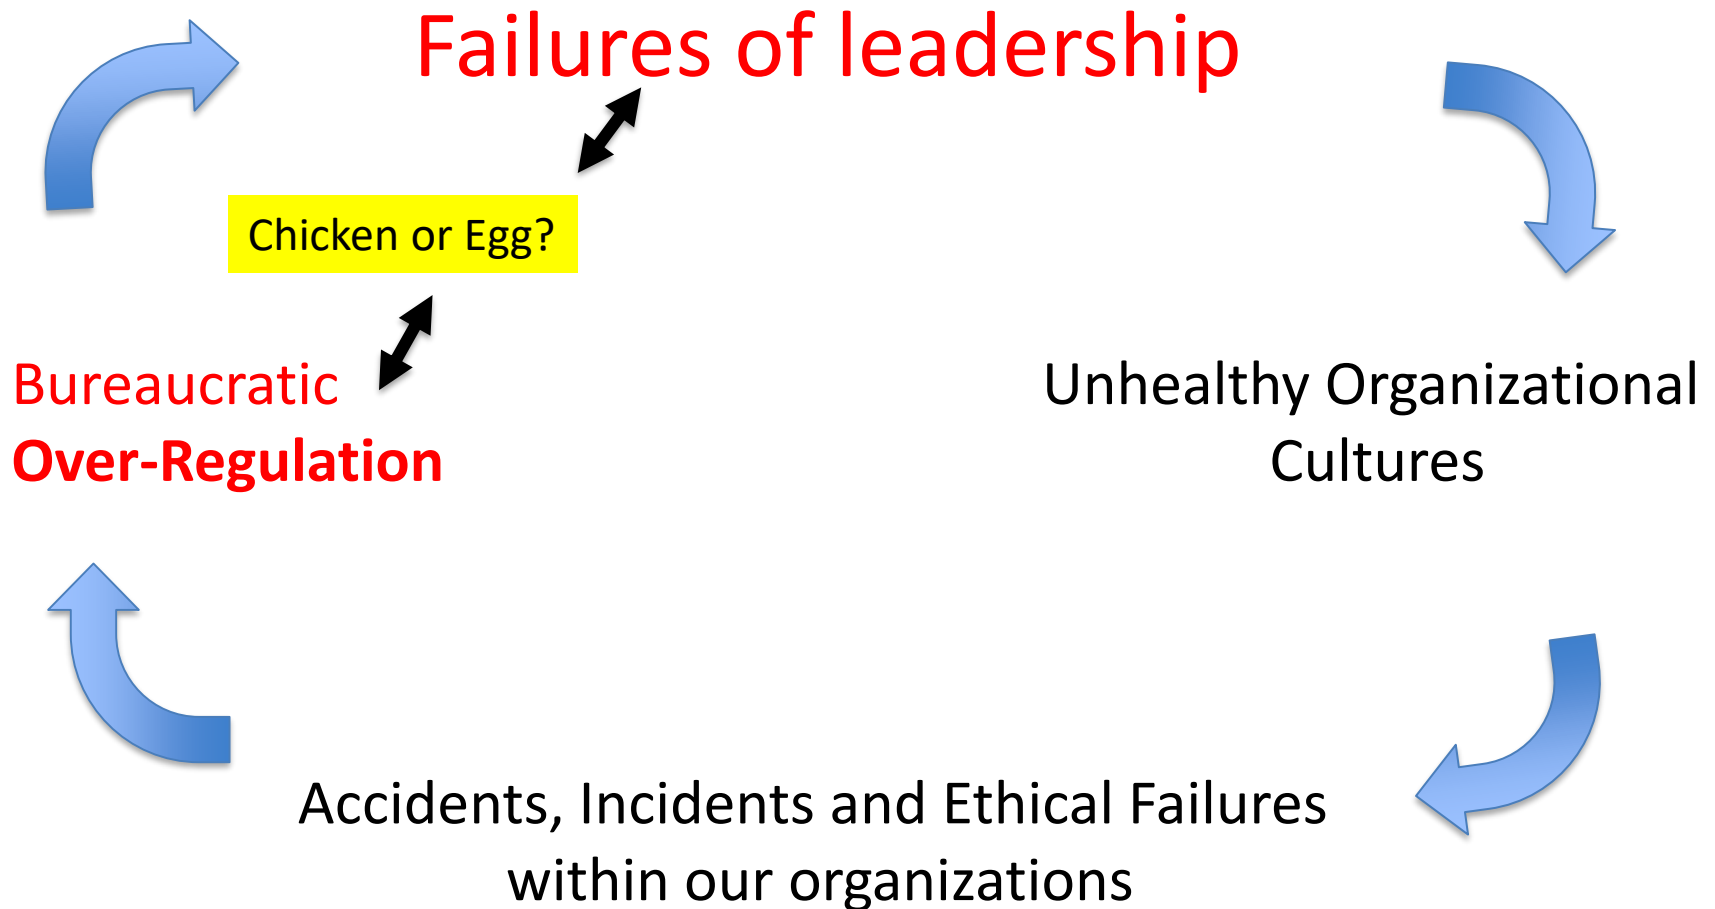 Failures of leadership
Chicken or Egg?
Bureaucratic
Over-Regulation
Unhealthy Organizational
Cultures
Accidents, Incidents and Ethical Failures
within our organizations